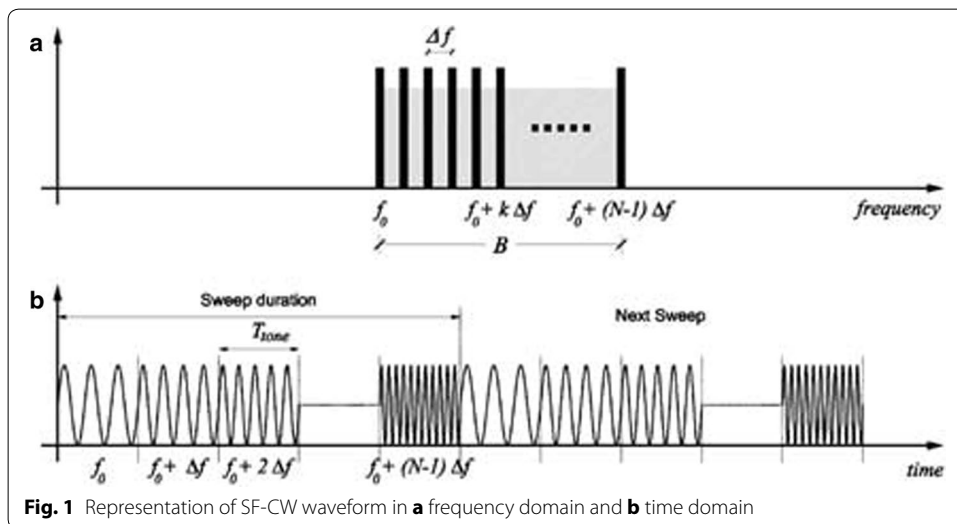 a
Δf
f₀
f₀ + k Δf
f₀ + (N-1) Δf
frequency
B
b
Sweep duration
Next Sweep
Tₜₒₙₑ
f₀
f₀ + Δf
f₀ + 2 Δf
f₀ + (N-1) Δf
time
Fig. 1 Representation of SF-CW waveform in a frequency domain and b time domain